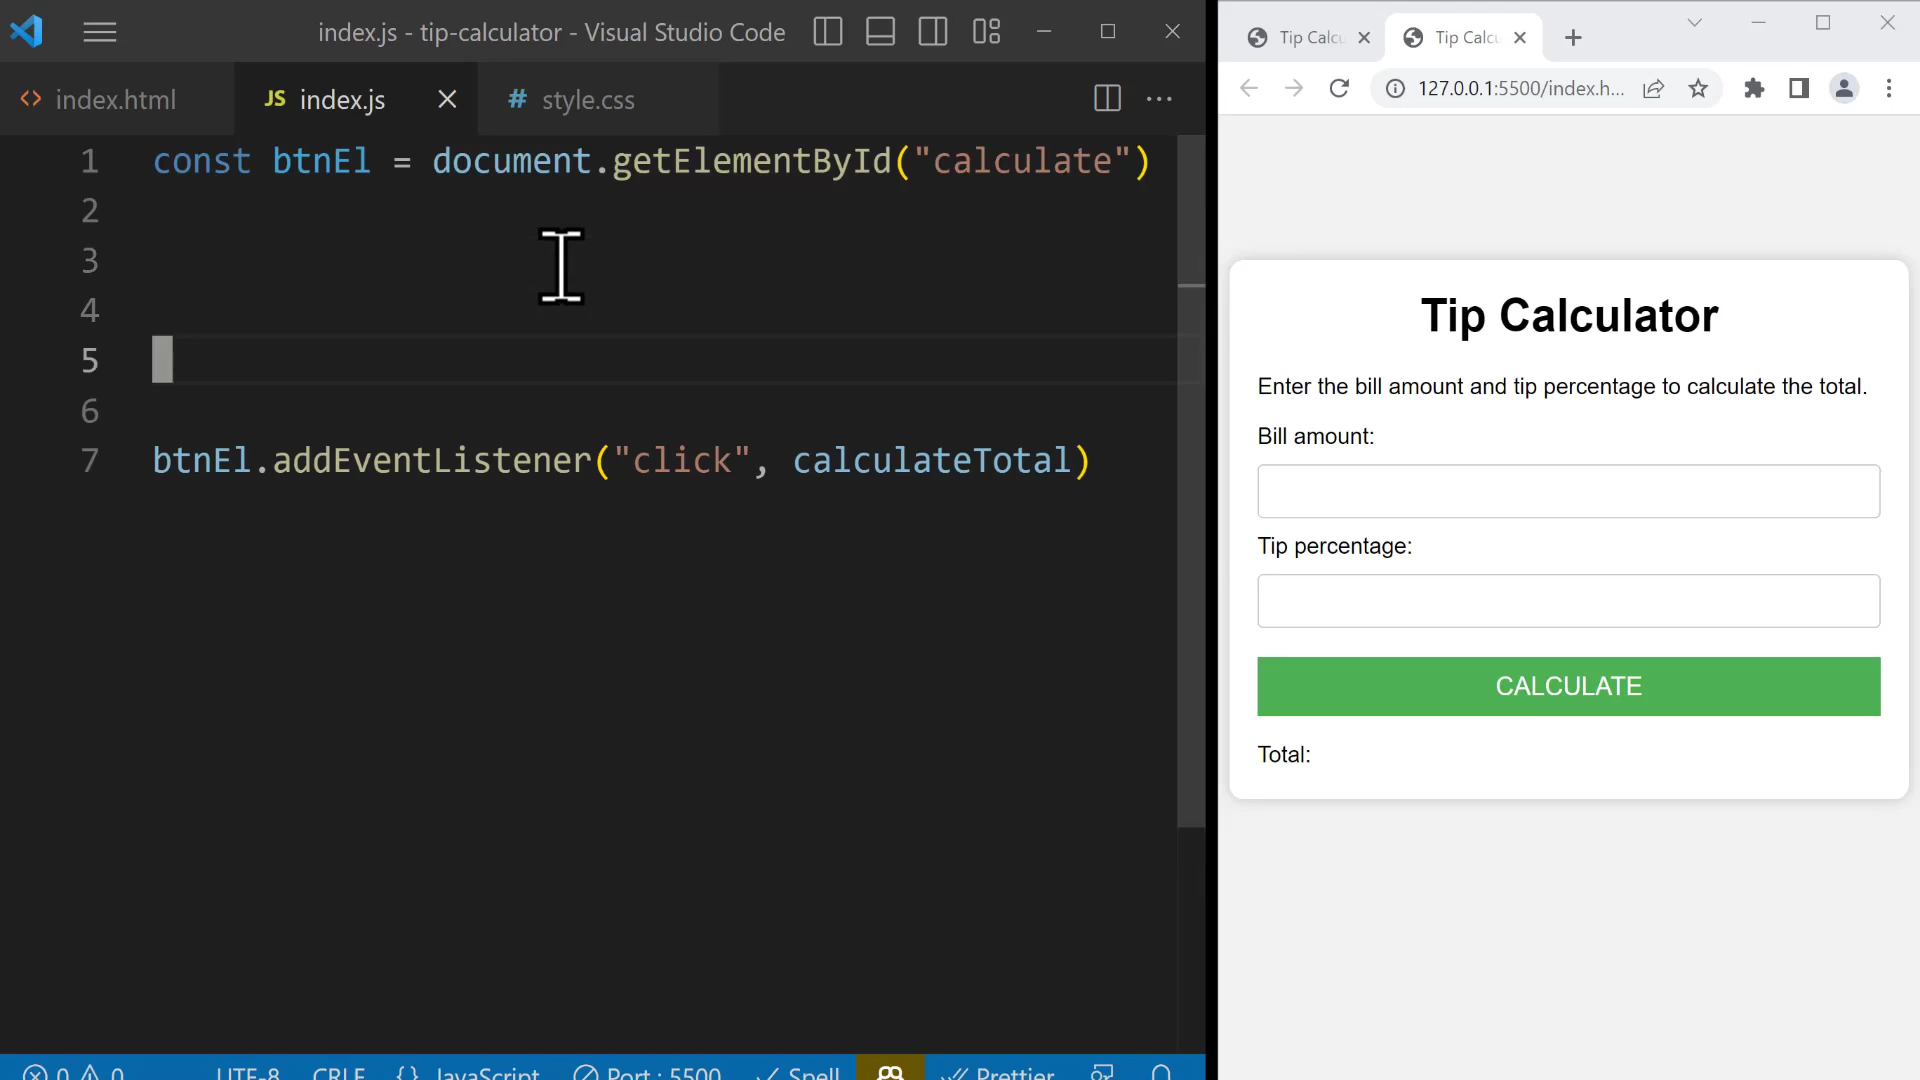 index.js - tip-calculator - Visual Studio Code
index.html
JS index.js
# style.css
1 const btnEl = document.getElementById("calculate")
2
3
4
5
6
7 btnEl.addEventListener("click", calculateTotal)
0 0 UTF-8 CRLF {} JavaScript Port : 5500 Spell Prettier
Tip Calcu
Tip Calcu
127.0.0.1:5500/index.h...
Tip Calculator
Enter the bill amount and tip percentage to calculate the total.
Bill amount:
Tip percentage:
CALCULATE
Total: